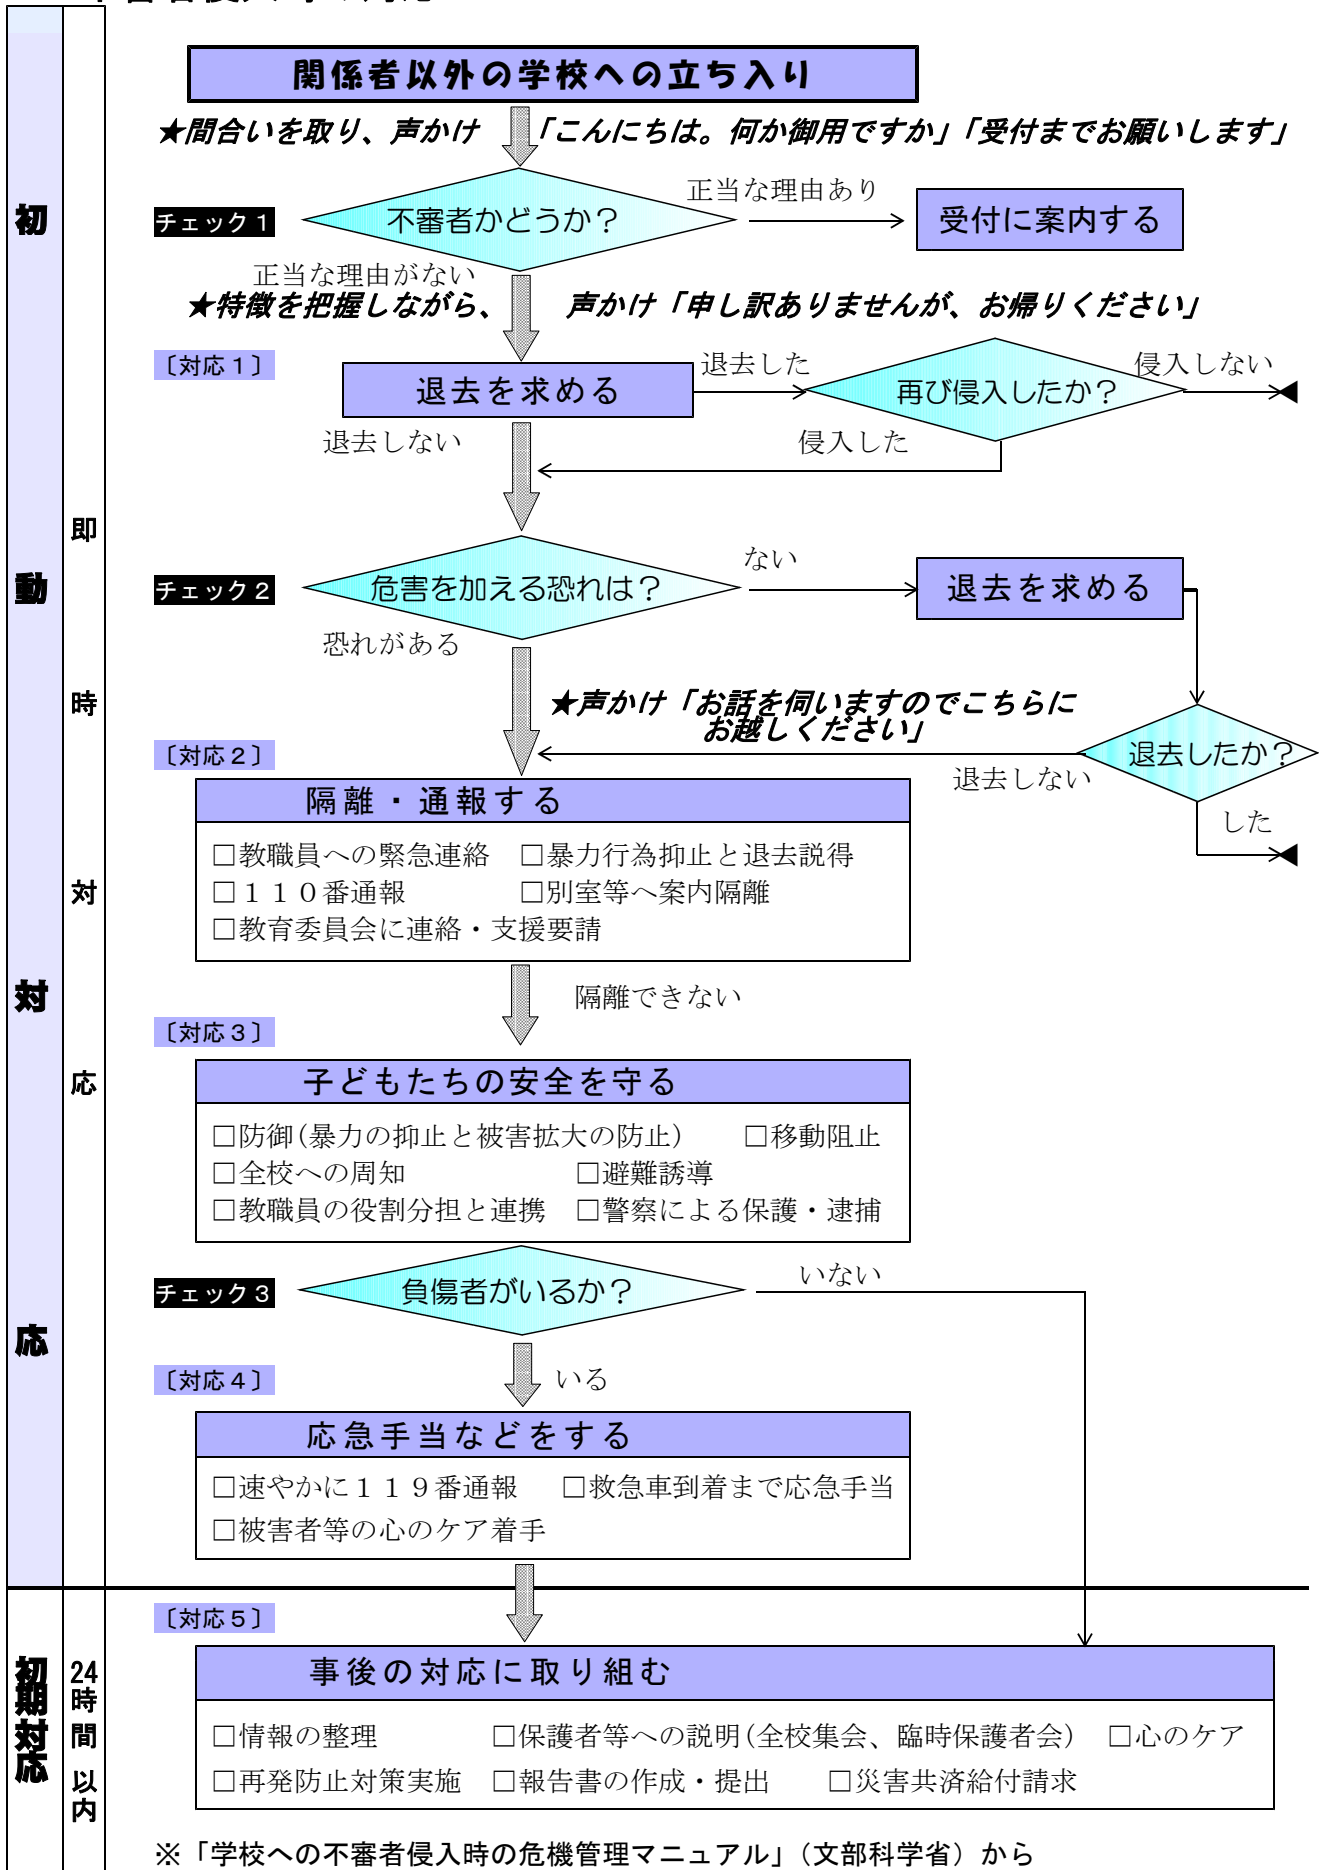 関係者以外の学校への立ち入り
★間合いを取り、声かけ 「こんにちは。何か御用ですか」「受付までお願いします」
チェック１
不審者かどうか？
正当な理由あり
受付に案内する
正当な理由がない
★特徴を把握しながら、 声かけ「申し訳ありませんが、お帰りください」
〔対応１〕
退去を求める
退去した
再び侵入したか？
侵入しない
退去しない
侵入した
チェック２
危害を加える恐れは？
ない
退去を求める
恐れがある
★声かけ「お話を伺いますのでこちらに
お越しください」
〔対応２〕
退去したか？
退去しない
した
隔離・通報する
□教職員への緊急連絡 □暴力行為抑止と退去説得
□１１０番通報 □別室等へ案内隔離
□教育委員会に連絡・支援要請
隔離できない
〔対応３〕
子どもたちの安全を守る
□防御(暴力の抑止と被害拡大の防止) □移動阻止
□全校への周知 □避難誘導
□教職員の役割分担と連携 □警察による保護・逮捕
チェック３
負傷者がいるか？
いない
〔対応４〕
いる
応急手当などをする
□速やかに１１９番通報 □救急車到着まで応急手当
□被害者等の心のケア着手
〔対応５〕
事後の対応に取り組む
□情報の整理 □保護者等への説明(全校集会、臨時保護者会) □心のケア
□再発防止対策実施 □報告書の作成・提出 □災害共済給付請求
※「学校への不審者侵入時の危機管理マニュアル」（文部科学省）から
初動対応
即時対応
初期対応
24時間以内